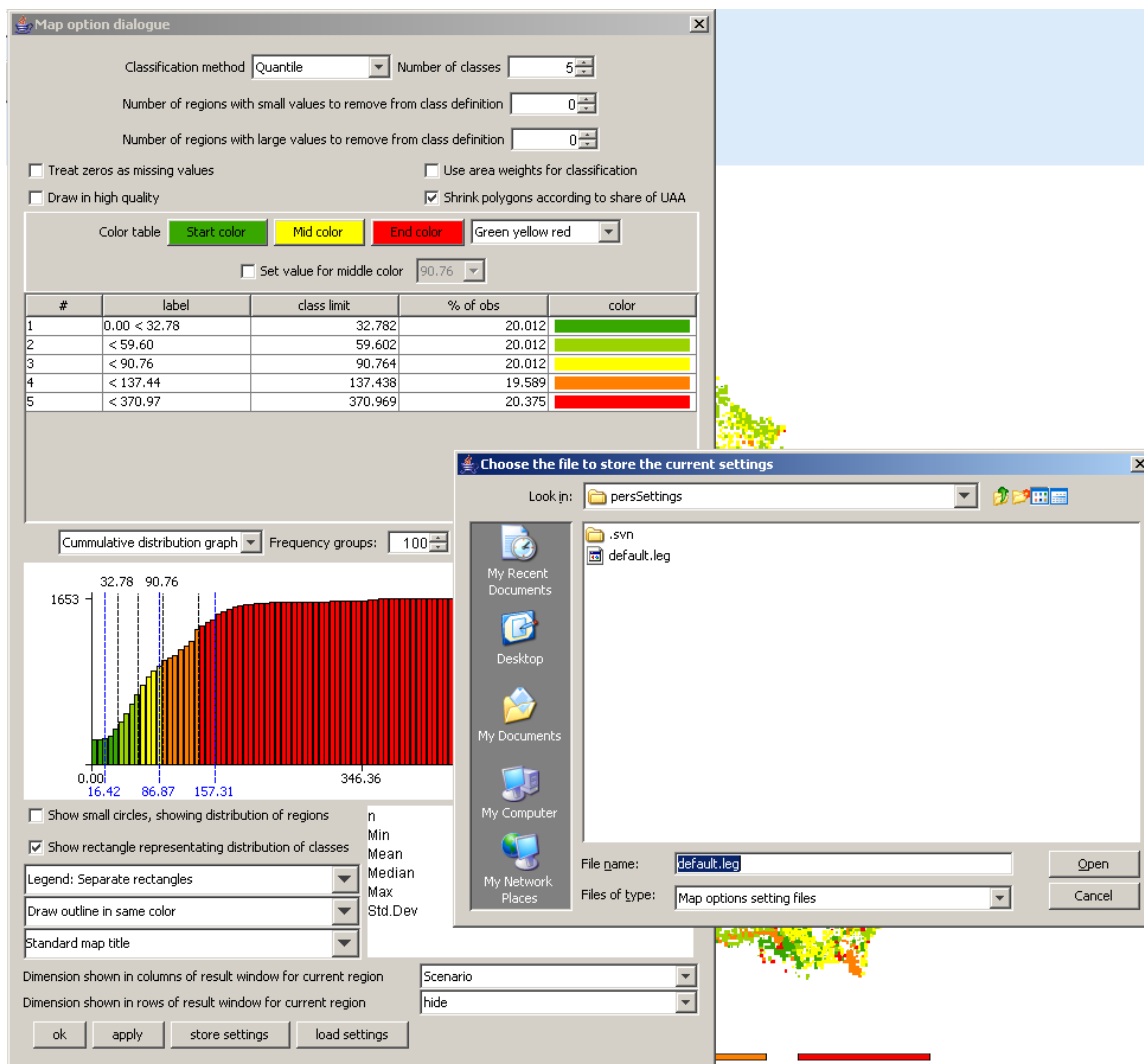 Map option dialogue
Classification method Quantile Number of classes 5
Number of regions with small values to remove from class definition 0
Number of regions with large values to remove from class definition 0
Treat zeros as missing values Use area weights for classification
Draw in high quality Shrink polygons according to share of UAA
Color table Start color Mid color End color Green yellow red
Set value for middle color 90.76
# label class limit % of obs color
1 0.00 < 32.78 32.782 20.012
2 < 59.60 59.602 20.012
3 < 90.76 90.764 20.012
4 < 137.44 137.438 19.589
5 < 370.97 370.969 20.375
Cummulative distribution graph Frequency groups: 100
32.78 90.76
1653
0.00 346.36
16.42 86.87 157.31
Show small circles, showing distribution of regions
Show rectangle representating distribution of classes
Legend: Separate rectangles
Draw outline in same color
Standard map title
n
Min
Mean
Median
Max
Std.Dev
Dimension shown in columns of result window for current region Scenario
Dimension shown in rows of result window for current region hide
ok apply store settings load settings
Choose the file to store the current settings
Look in: persSettings
My Recent Documents
Desktop
My Documents
My Computer
My Network Places
.svn
default.leg
File name: default.leg Open
Files of type: Map options setting files Cancel